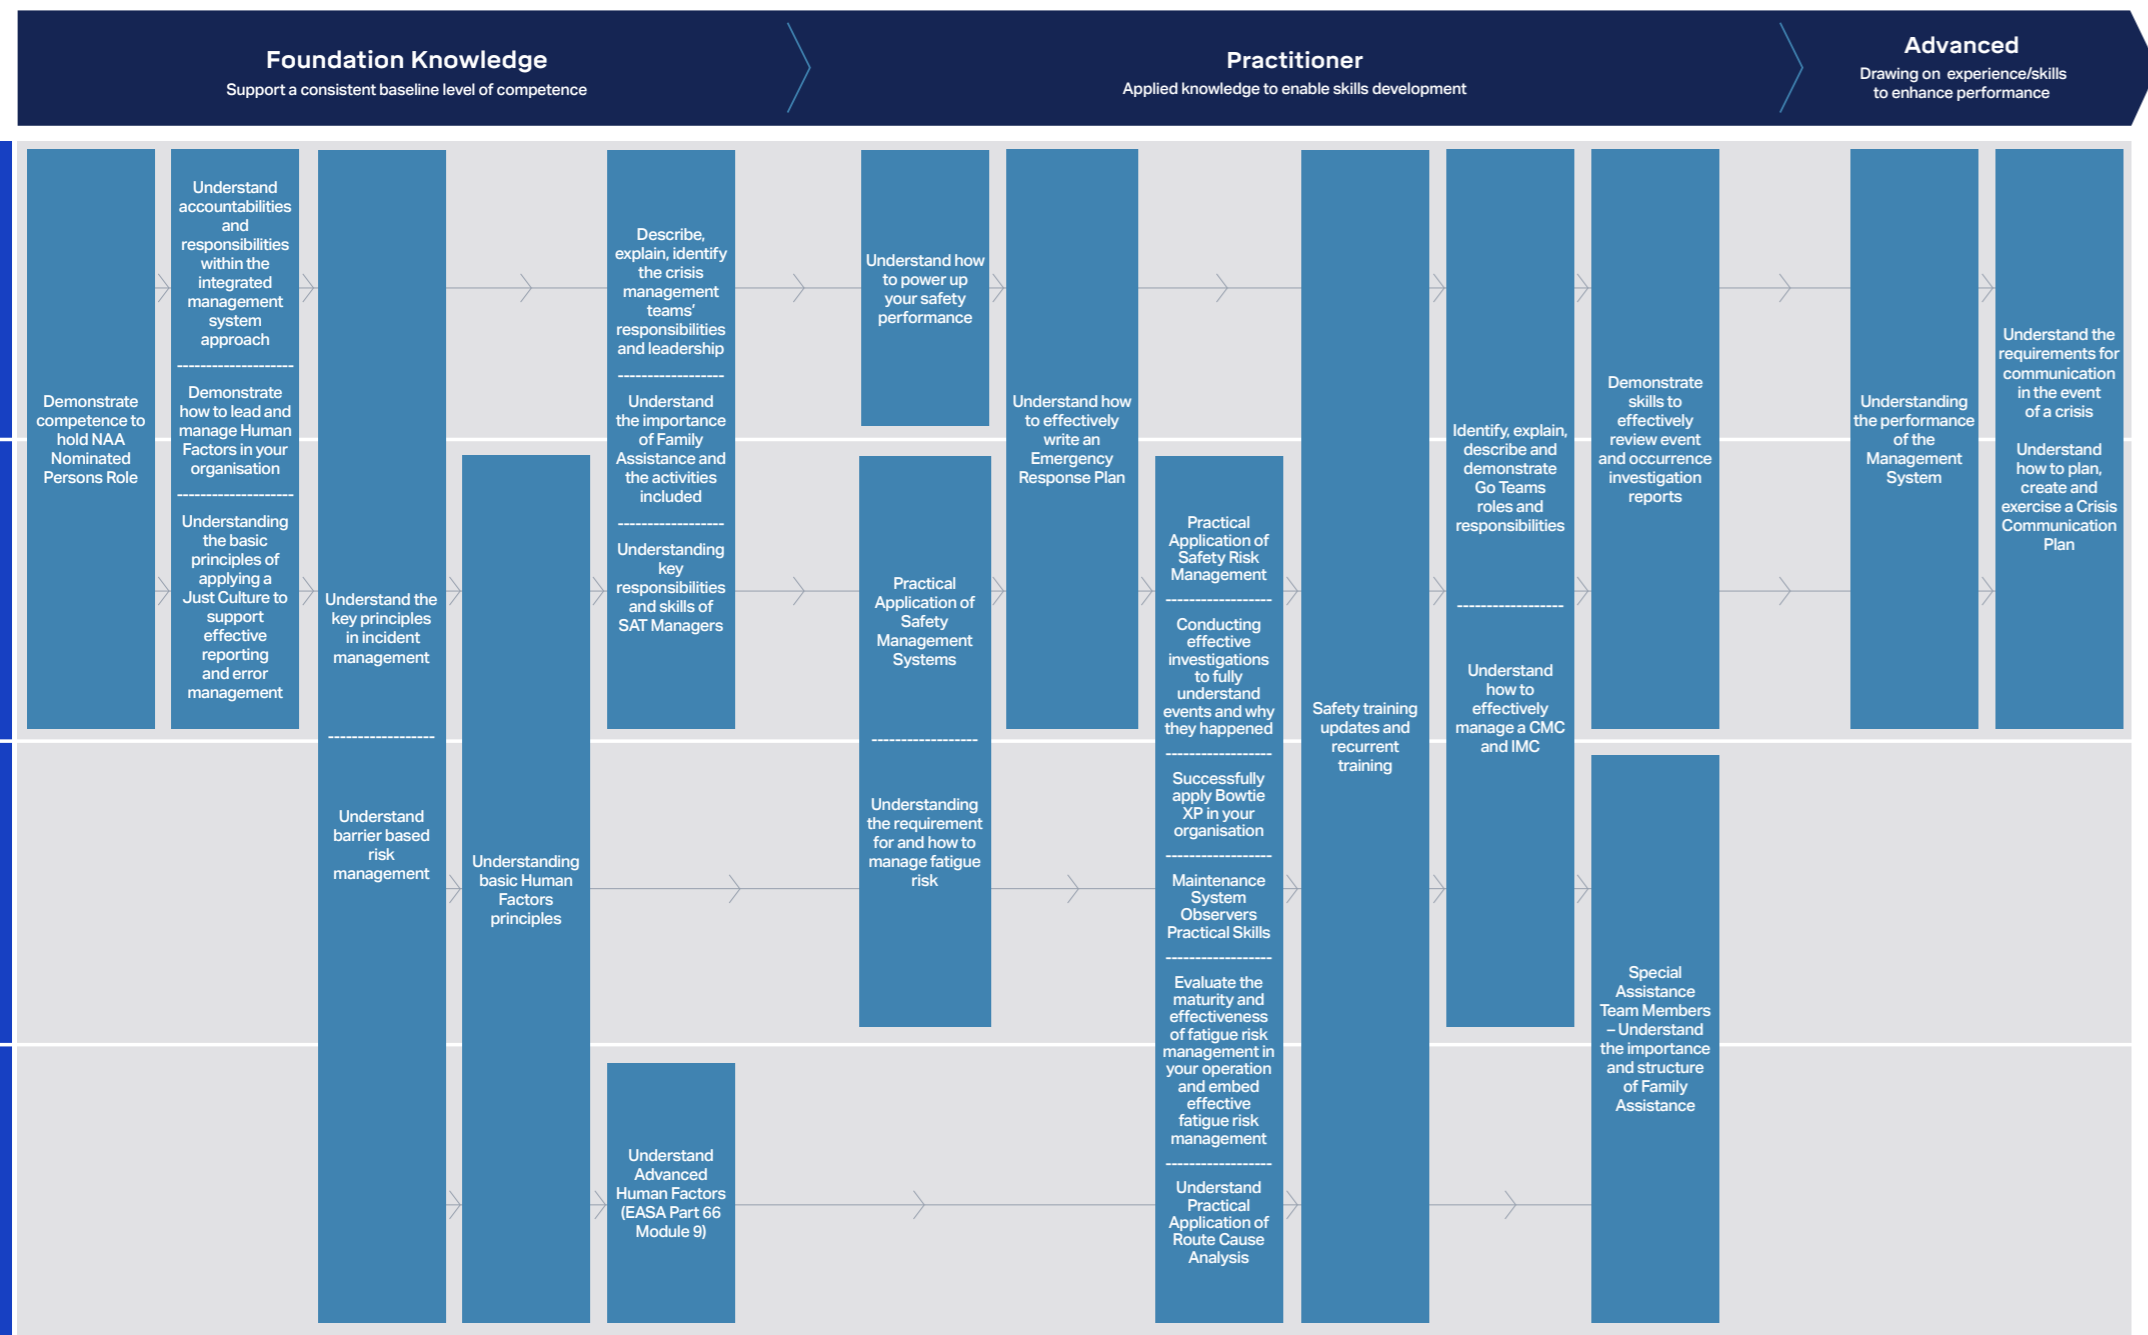 Foundation Knowledge
Support a consistent baseline level of competence
Practitioner
Applied knowledge to enable skills development
Advanced
Drawing on experience/skills
to enhance performance
Demonstrate
competence to
hold NAA
Nominated
Persons Role
Understand
accountabilities
and
responsibilities
within the
integrated
management
system
approach
--------------------
Demonstrate
how to lead and
manage Human
Factors in your
organisation
--------------------
Understanding
the basic
principles of
applying a
Just Culture to
support
effective
reporting
and error
management
Understand the
key principles
in incident
management
------------------
Understand
barrier based
risk
management
Understanding
basic Human
Factors
principles
Describe,
explain, identify
the crisis
management
teams'
responsibilities
and leadership
------------------
Understand
the importance
of Family
Assistance and
the activities
included
------------------
Understanding
key
responsibilities
and skills of
SAT Managers
Understand
Advanced
Human Factors
(EASA Part 66
Module 9)
Understand how
to power up
your safety
performance
Practical
Application of
Safety
Management
Systems
------------------
Understanding
the requirement
for and how to
manage fatigue
risk
Understand how
to effectively
write an
Emergency
Response Plan
Practical
Application of
Safety Risk
Management
------------------
Conducting
effective
investigations
to fully
understand
events and why
they happened
------------------
Successfully
apply Bowtie
XP in your
organisation
------------------
Maintenance
System
Observers
Practical Skills
------------------
Evaluate the
maturity and
effectiveness
of fatigue risk
management in
your operation
and embed
effective
fatigue risk
management
------------------
Understand
Practical
Application of
Route Cause
Analysis
Safety training
updates and
recurrent
training
Identify, explain,
describe and
demonstrate
Go Teams
roles and
responsibilities
------------------
Understand
how to
effectively
manage a CMC
and IMC
Demonstrate
skills to
effectively
review event
and occurrence
investigation
reports
Special
Assistance
Team Members
– Understand
the importance
and structure
of Family
Assistance
Understanding
the performance
of the
Management
System
Understand the
requirements for
communication
in the event
of a crisis
Understand
how to plan,
create and
exercise a Crisis
Communication
Plan